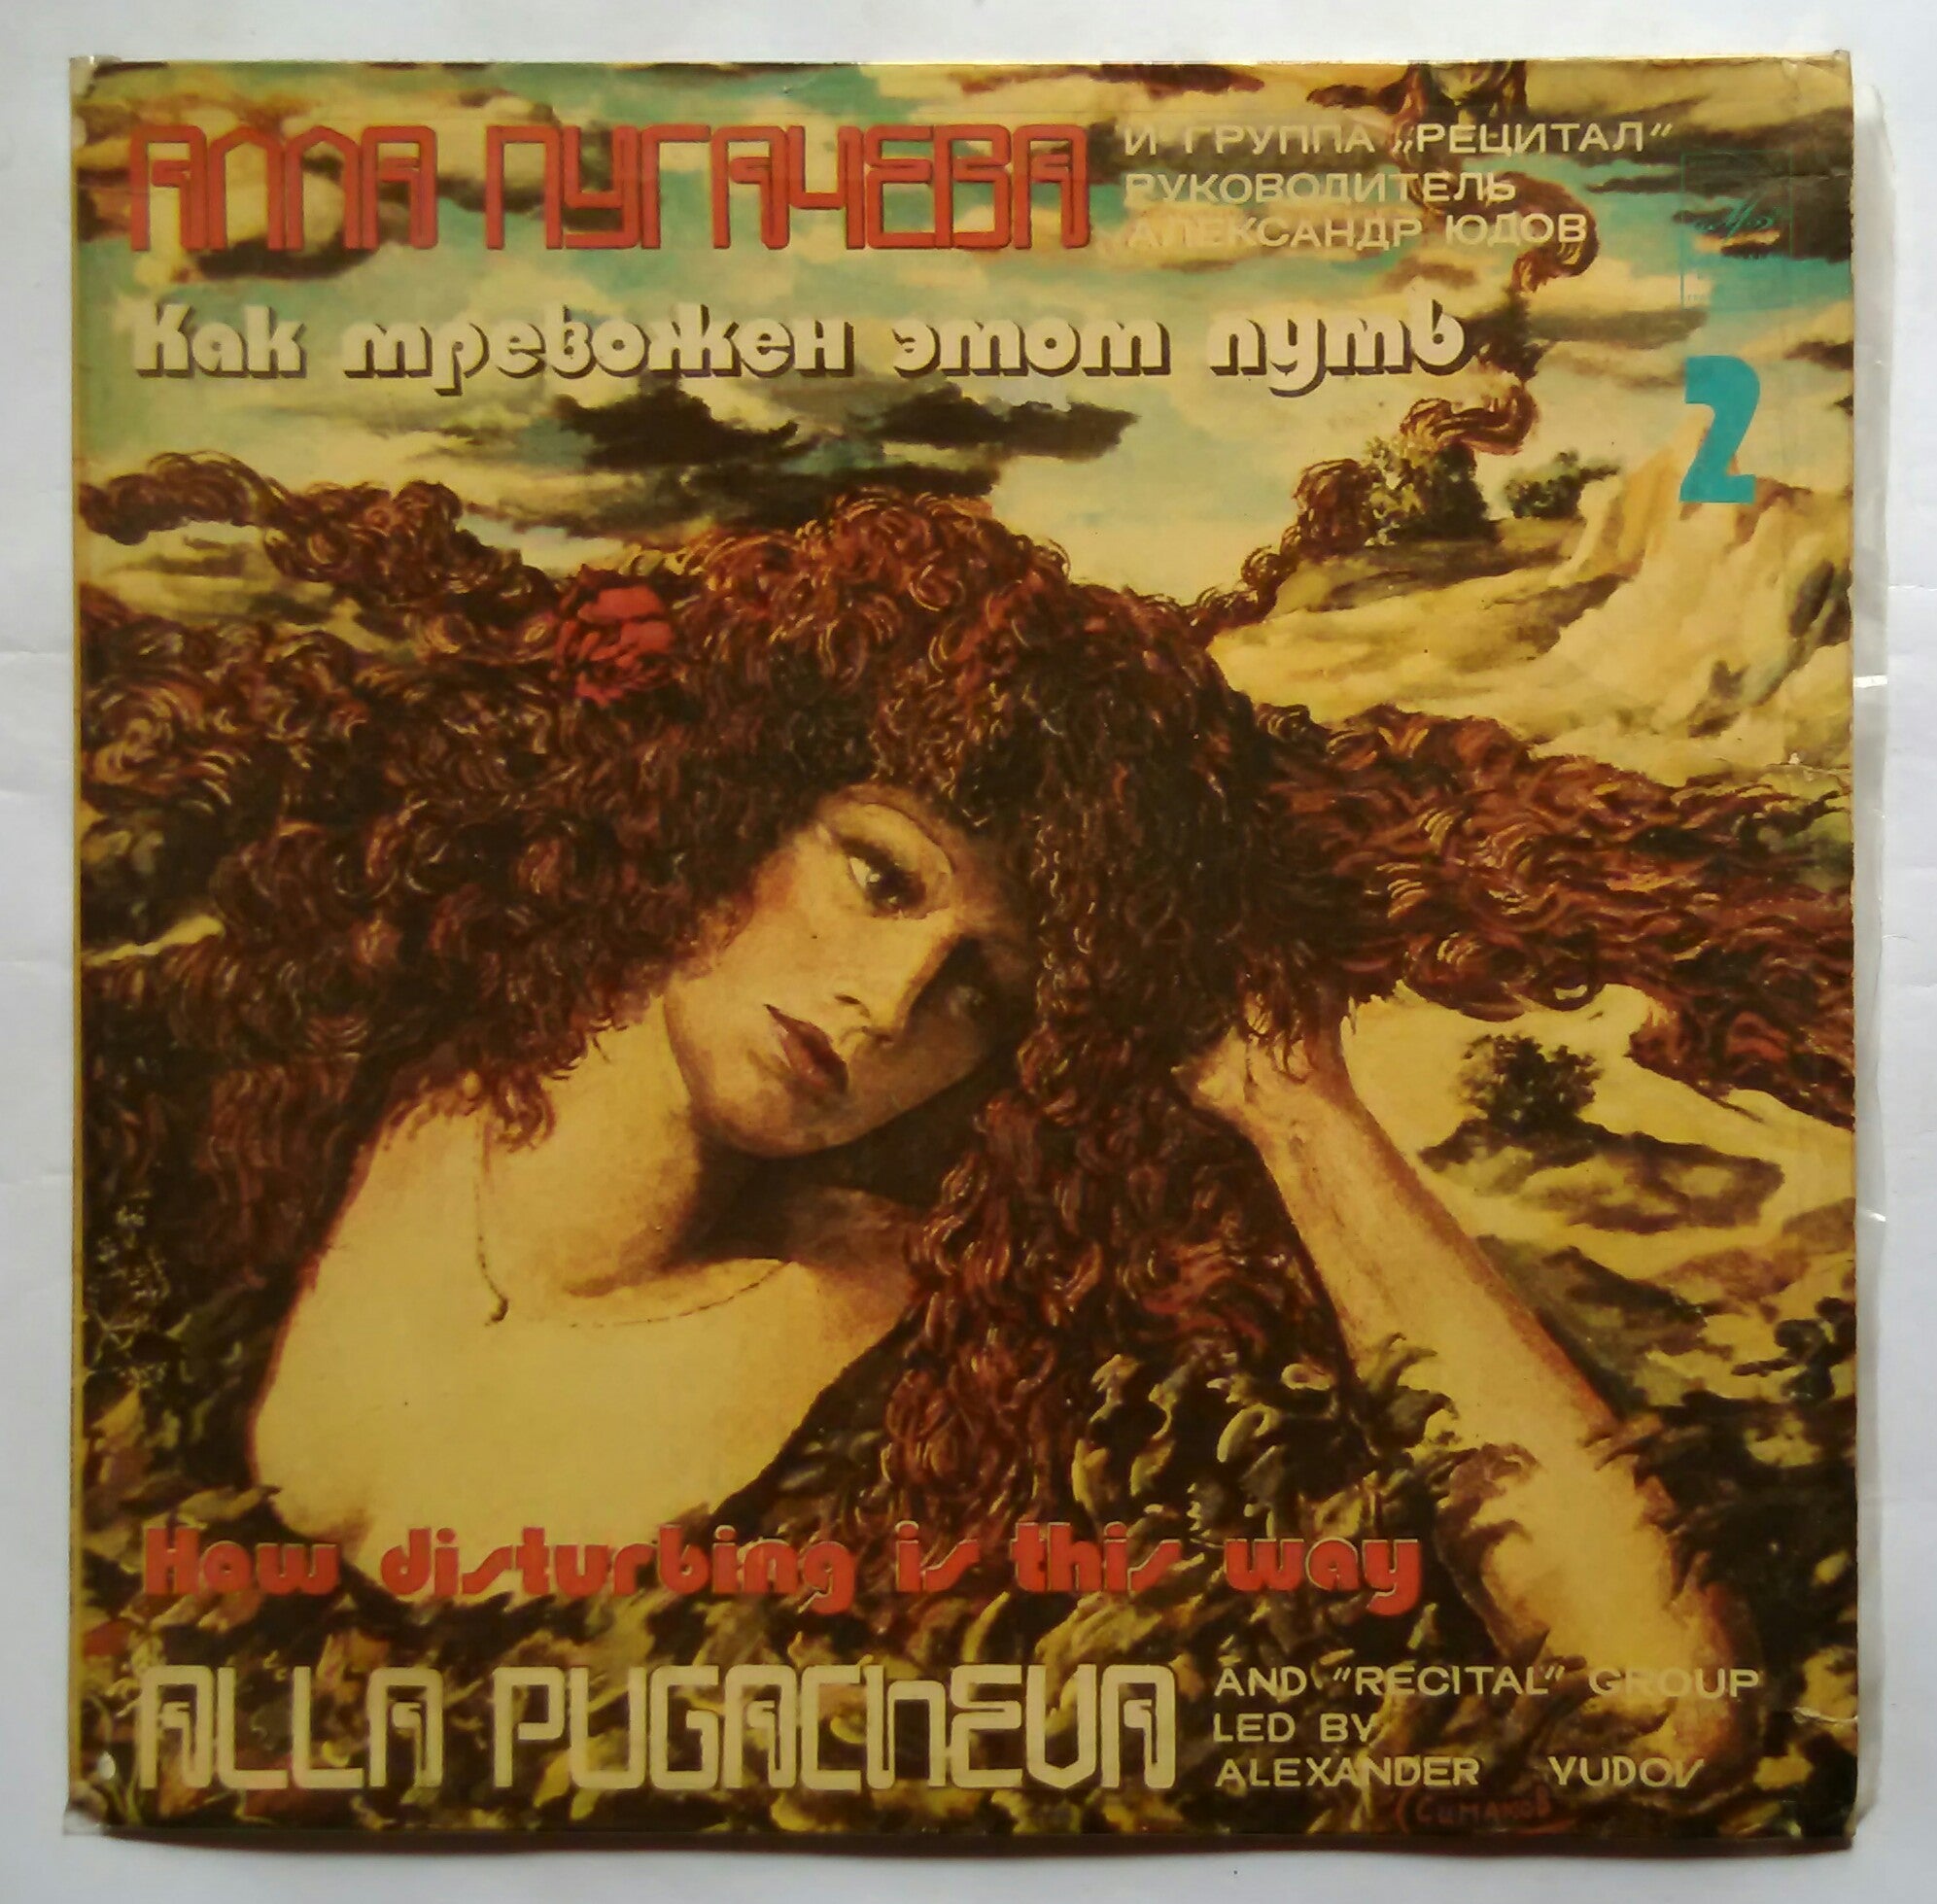 АЛЛА ПУГАЧЕВА
И ГРУППА „РЕЦИТАЛ“
РУКОВОДИТЕЛЬ
АЛЕКСАНДР ЮДОВ
Как тревожен этот путь
2
How disturbing is this way
ALLA PUGACHEVA
AND "RECITAL" GROUP
LED BY
ALEXANDER YUDOV
Симаков